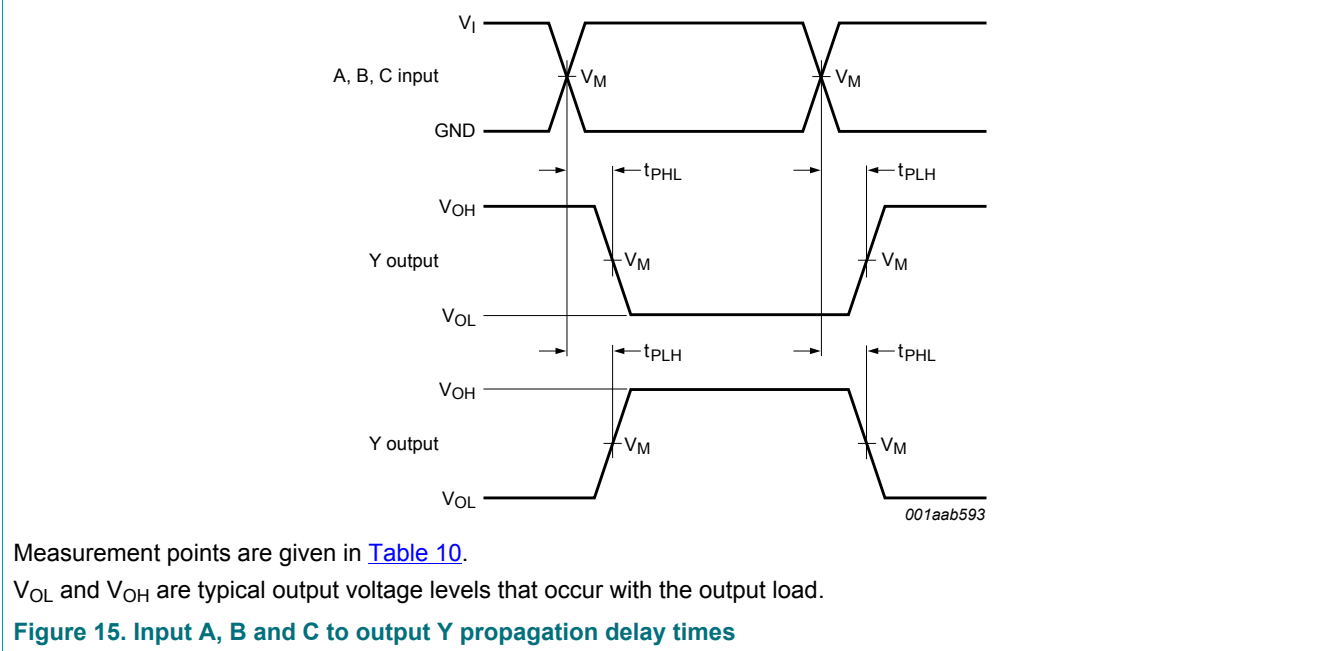 VI
A, B, C input
VM
VM
GND
tPHL
tPLH
VOH
Y output
VM
VM
VOL
tPLH
tPHL
VOH
Y output
VM
VM
VOL
001aab593
Measurement points are given in Table 10.
VOL and VOH are typical output voltage levels that occur with the output load.
Figure 15. Input A, B and C to output Y propagation delay times